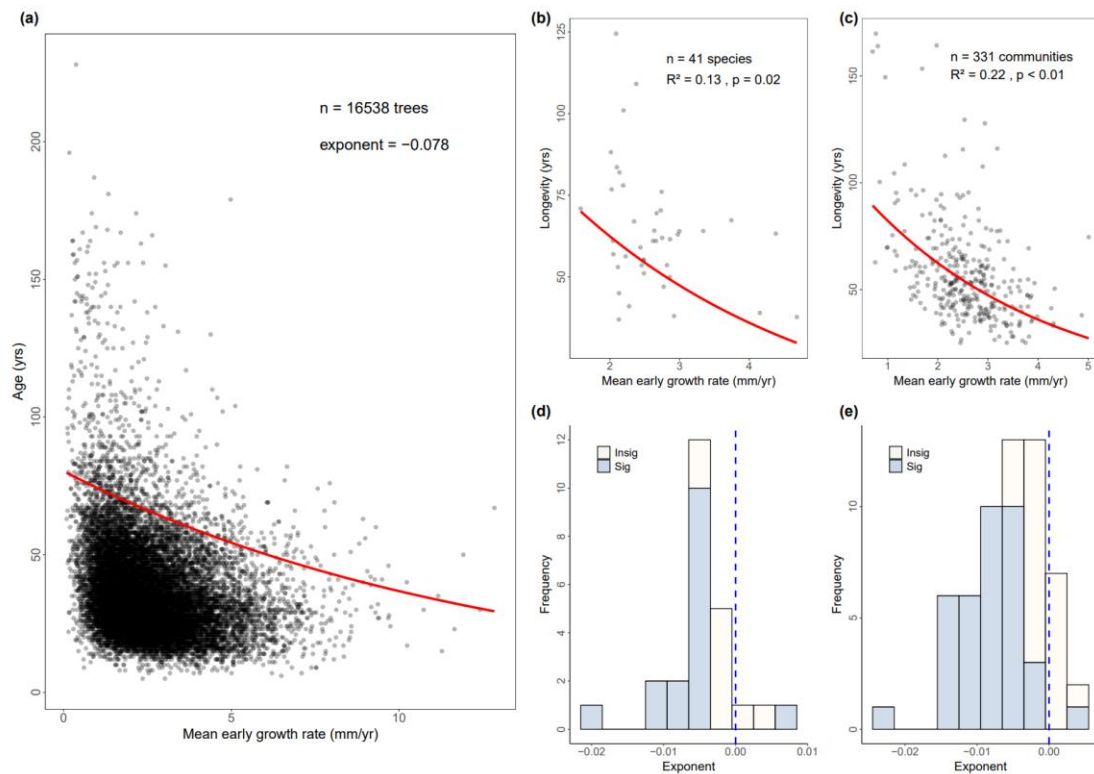 (a)
n = 16538 trees
exponent = −0.078
Age (yrs)
200
150
100
50
0
0
5
10
Mean early growth rate (mm/yr)
(b)
n = 41 species
R² = 0.13 , p = 0.02
Longevity (yrs)
125
100
75
50
2
3
4
Mean early growth rate (mm/yr)
(c)
n = 331 communities
R² = 0.22 , p < 0.01
Longevity (yrs)
150
100
50
1
2
3
4
5
Mean early growth rate (mm/yr)
(d)
Insig
Sig
Frequency
12
10
8
6
4
2
0
−0.02
−0.01
0.00
0.01
Exponent
(e)
Insig
Sig
Frequency
10
5
0
−0.02
−0.01
0.00
Exponent